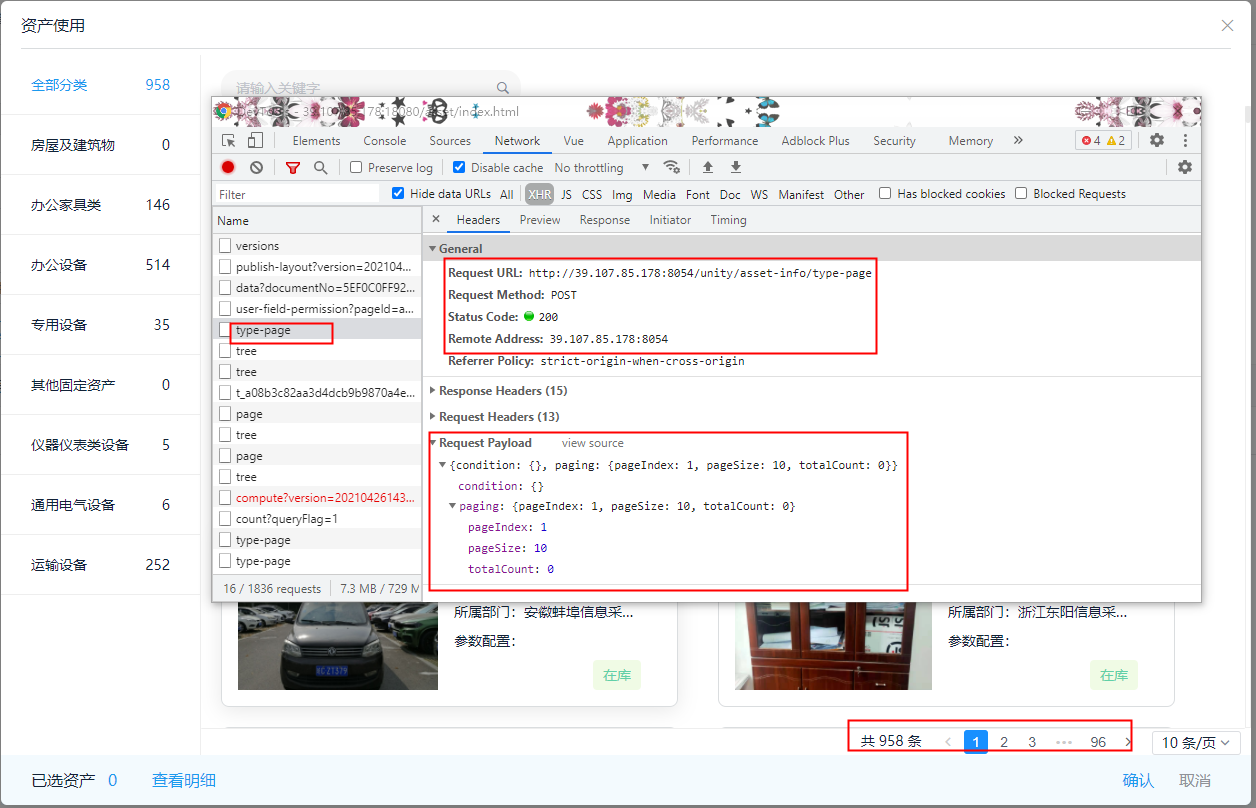 资产使用
全部分类 958
房屋及建筑物 0
办公家具类 146
办公设备 514
专用设备 35
其他固定资产 0
仪器仪表类设备 5
通用电气设备 6
运输设备 252
请输入关键字
Elements Console Sources Network Vue Application Performance Adblock Plus Security Memory 4 2
Preserve log Disable cache No throttling
Filter Hide data URLs All XHR JS CSS Img Media Font Doc WS Manifest Other Has blocked cookies Blocked Requests
Name
versions
publish-layout?version=202104...
data?documentNo=5EF0C0FF92...
user-field-permission?pageId=a...
type-page
tree
tree
t_a08b3c82aa3d4dcb9b9870a4e...
page
tree
page
tree
compute?version=20210426143...
count?queryFlag=1
type-page
type-page
16 / 1836 requests 7.3 MB / 729 M
Headers Preview Response Initiator Timing
General
Request URL: http://39.107.85.178:8054/unity/asset-info/type-page
Request Method: POST
Status Code: 200
Remote Address: 39.107.85.178:8054
Referrer Policy: strict-origin-when-cross-origin
Response Headers (15)
Request Headers (13)
Request Payload view source
{condition: {}, paging: {pageIndex: 1, pageSize: 10, totalCount: 0}}
condition: {}
paging: {pageIndex: 1, pageSize: 10, totalCount: 0}
pageIndex: 1
pageSize: 10
totalCount: 0
所属部门：安徽蚌埠信息采...
参数配置：
在库
所属部门：浙江东阳信息采...
参数配置：
在库
共 958 条 1 2 3 ••• 96 10 条/页
已选资产 0 查看明细 确认 取消